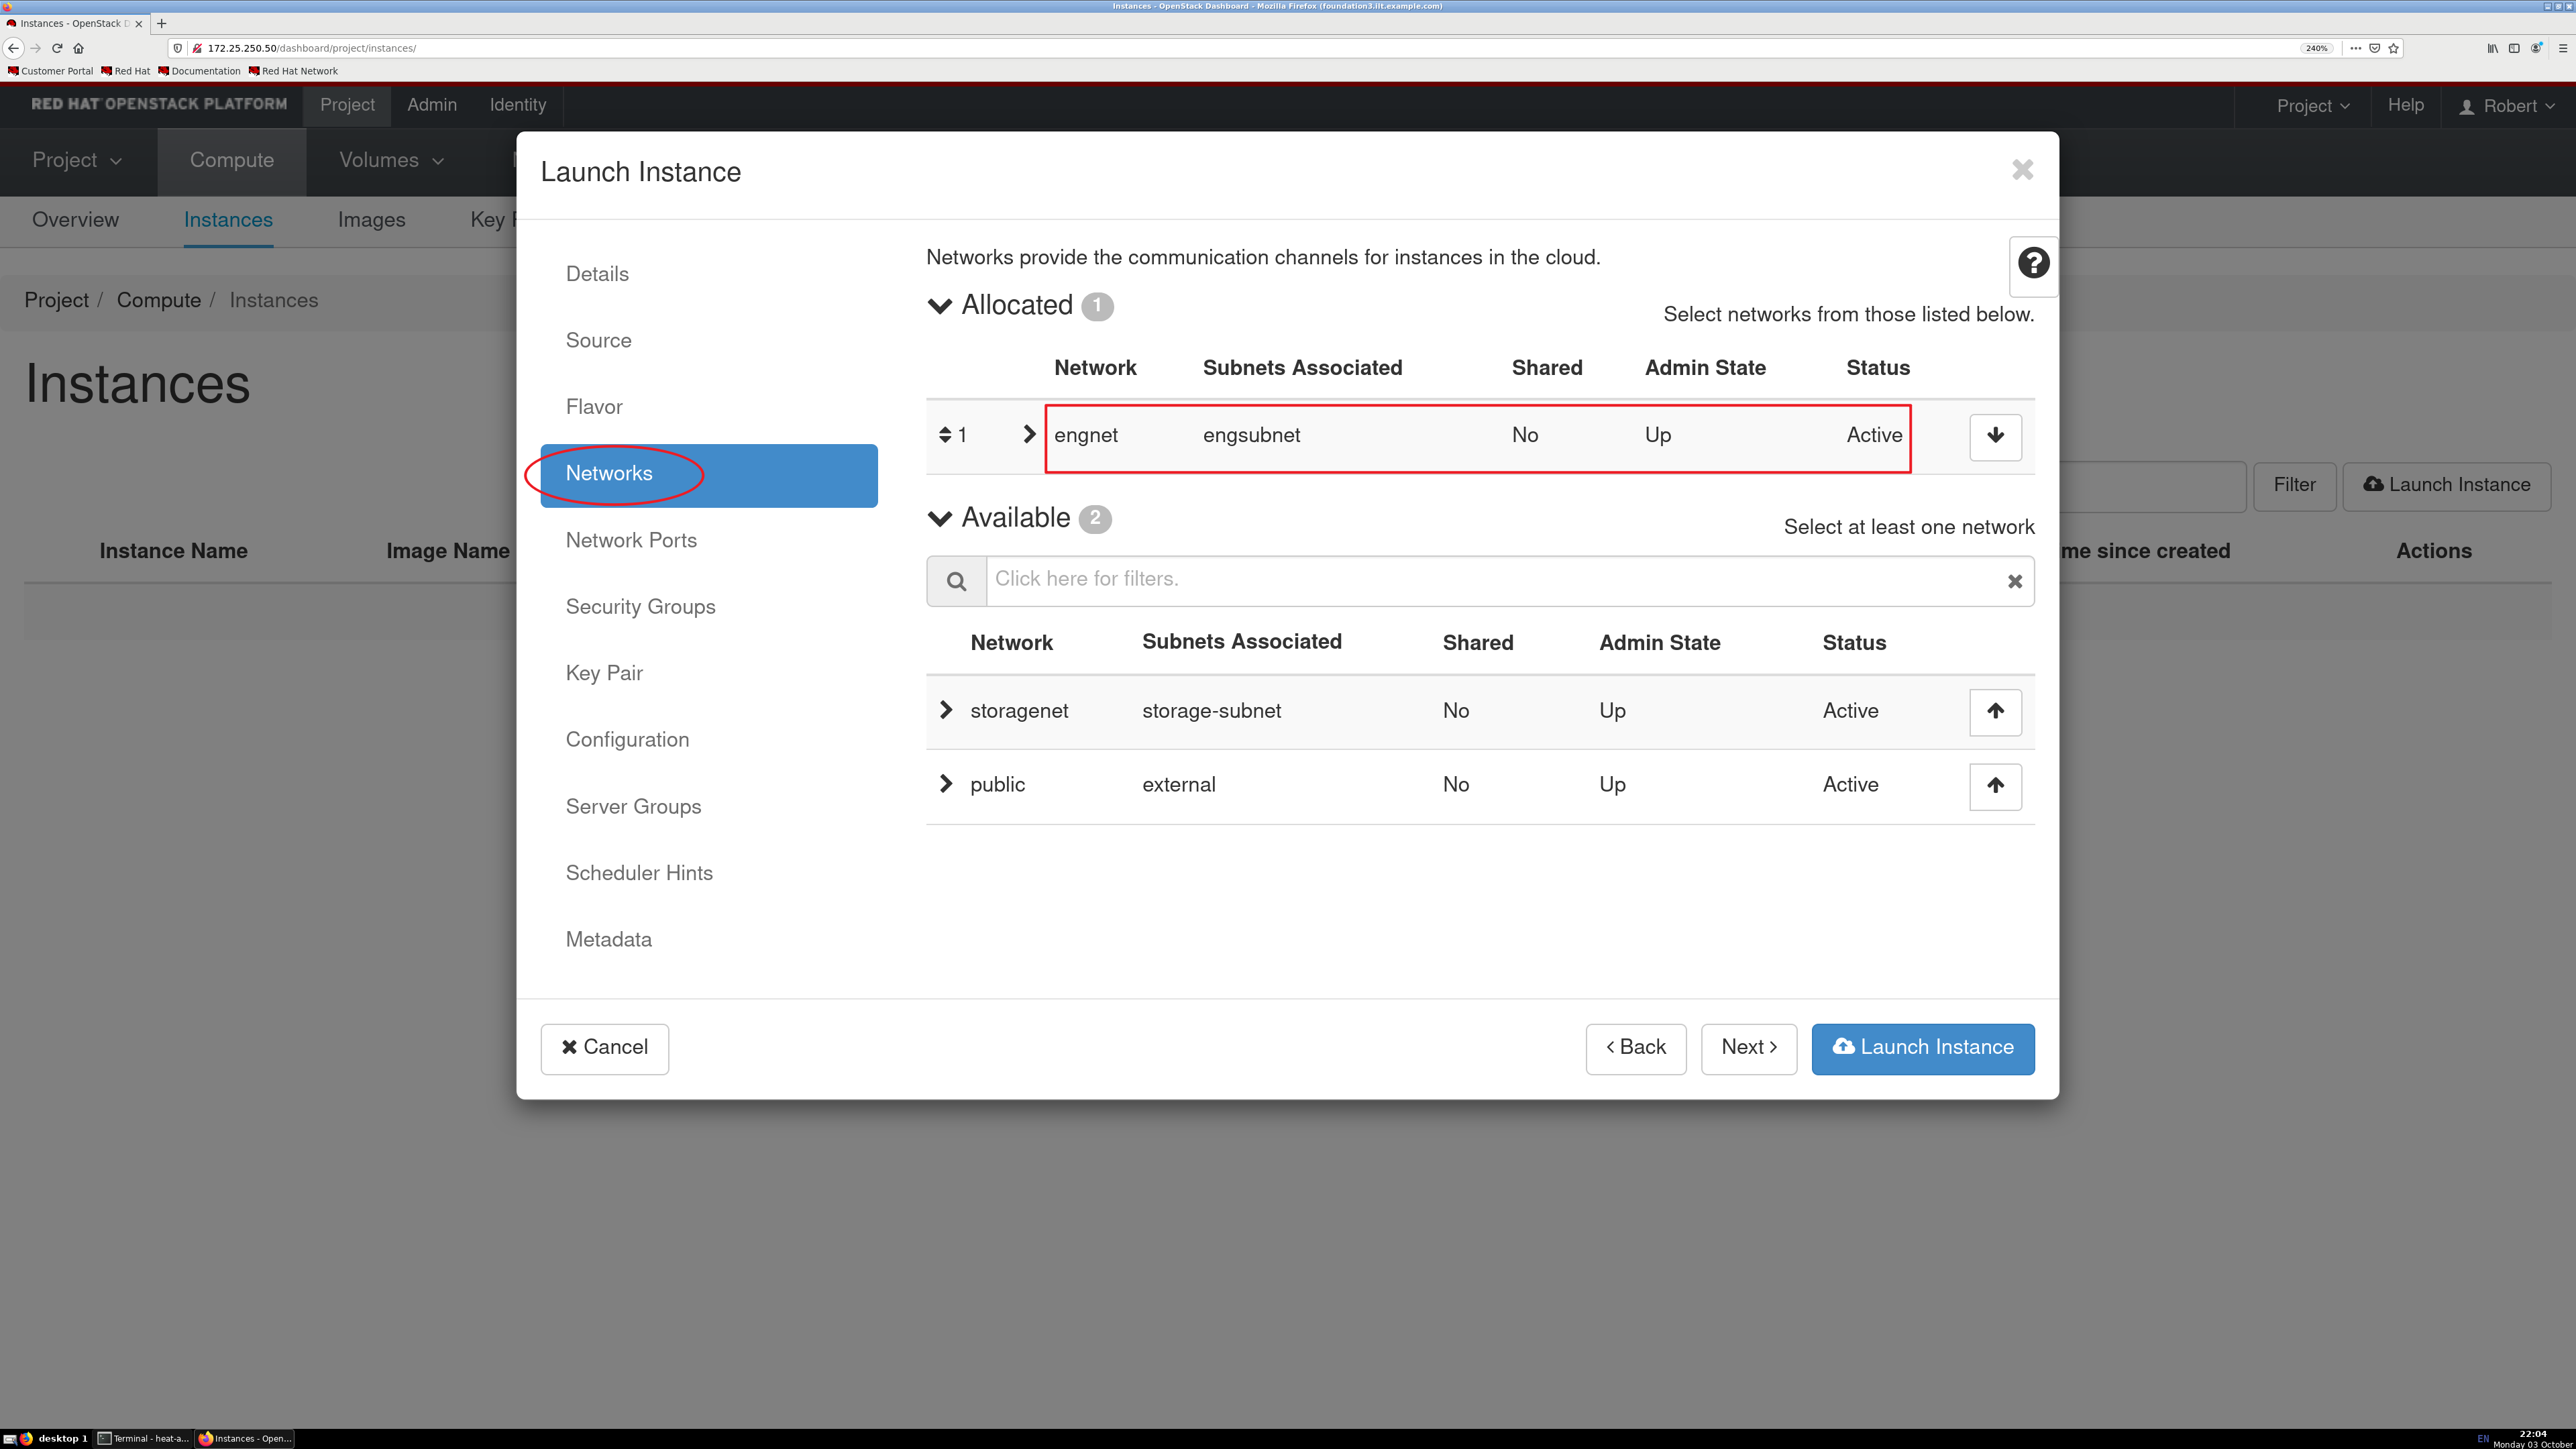 Instances - OpenStack Dashboard - Mozilla Firefox (foundation3.ilt.example.com)
Instances - OpenStack D
172.25.250.50/dashboard/project/instances/
240%
Customer Portal Red Hat Documentation Red Hat Network
RED HAT OPENSTACK PLATFORM Project Admin Identity Project Help Robert
Project Compute Volumes
Overview Instances Images Key
Project / Compute / Instances
Instances
Filter Launch Instance
Instance Name Image Name me since created Actions
Launch Instance
Details
Source
Flavor
Networks
Network Ports
Security Groups
Key Pair
Configuration
Server Groups
Scheduler Hints
Metadata
Networks provide the communication channels for instances in the cloud.
?
Allocated 1
Select networks from those listed below.
Network Subnets Associated Shared Admin State Status
1 engnet engsubnet No Up Active
Available 2
Select at least one network
Click here for filters.
Network Subnets Associated Shared Admin State Status
storagenet storage-subnet No Up Active
public external No Up Active
Cancel < Back Next > Launch Instance
desktop 1 Terminal - heat-a... Instances - Open...
EN
22:04
Monday 03 October